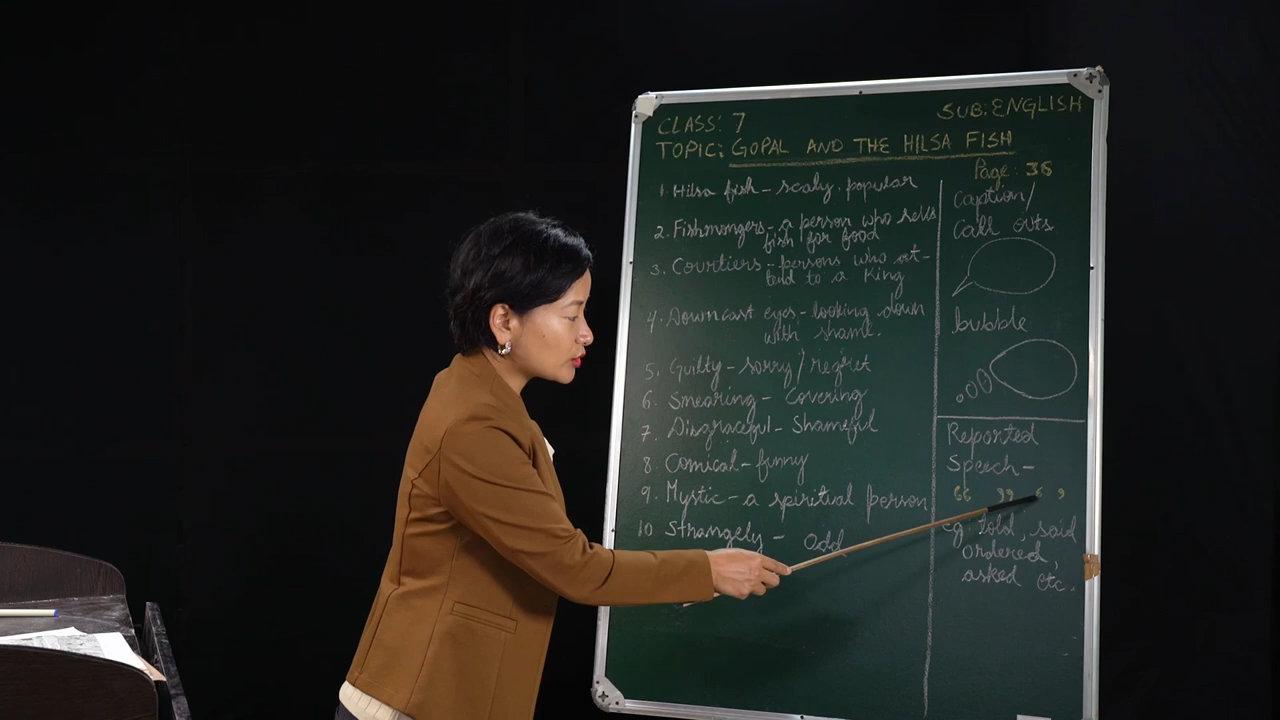 SUB: ENGLISH
CLASS: 7
TOPIC: GOPAL AND THE HILSA FISH
Page: 36
1. Hilsa fish - scaly. popular
2. Fishmongers - a person who sells
fish for food
3. Courtiers - persons who att-
tend to a King
4. Downcast eyes - looking down
with shame.
5. Guilty - sorry / regret
6. Smearing - Covering
7. Disgraceful - Shameful
8. Comical - funny
9. Mystic - a spiritual person
10 Strangely - odd
Caption/
Call outs
bubble
Reported
Speech -
“ ” ‘ ’
eg. told, said
ordered,
asked etc.